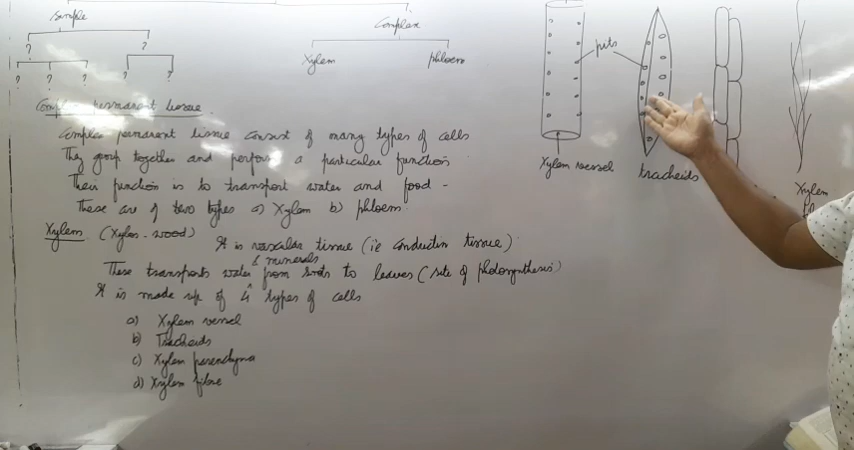 Simple
Complex
?
?
Xylem
phloem
? ? ? ? ?
permanent tissue.
Complex permanent tissue consist of many types of cells
They group together and perform a particular function
Their function is to transport water and food -
These are of two types a) Xylem b) phloem.
Xylem (Xylos - wood) It is vascular tissue (ie conductin tissue)
& minerals
These transports water from roots to leaves (site of photosynthesis)
It is made up of 4 types of cells
a) Xylem vessel
b) Tracheids
c) Xylem parenchyma
d) Xylem fibre
pits
Xylem vessel
tracheids
Xylem